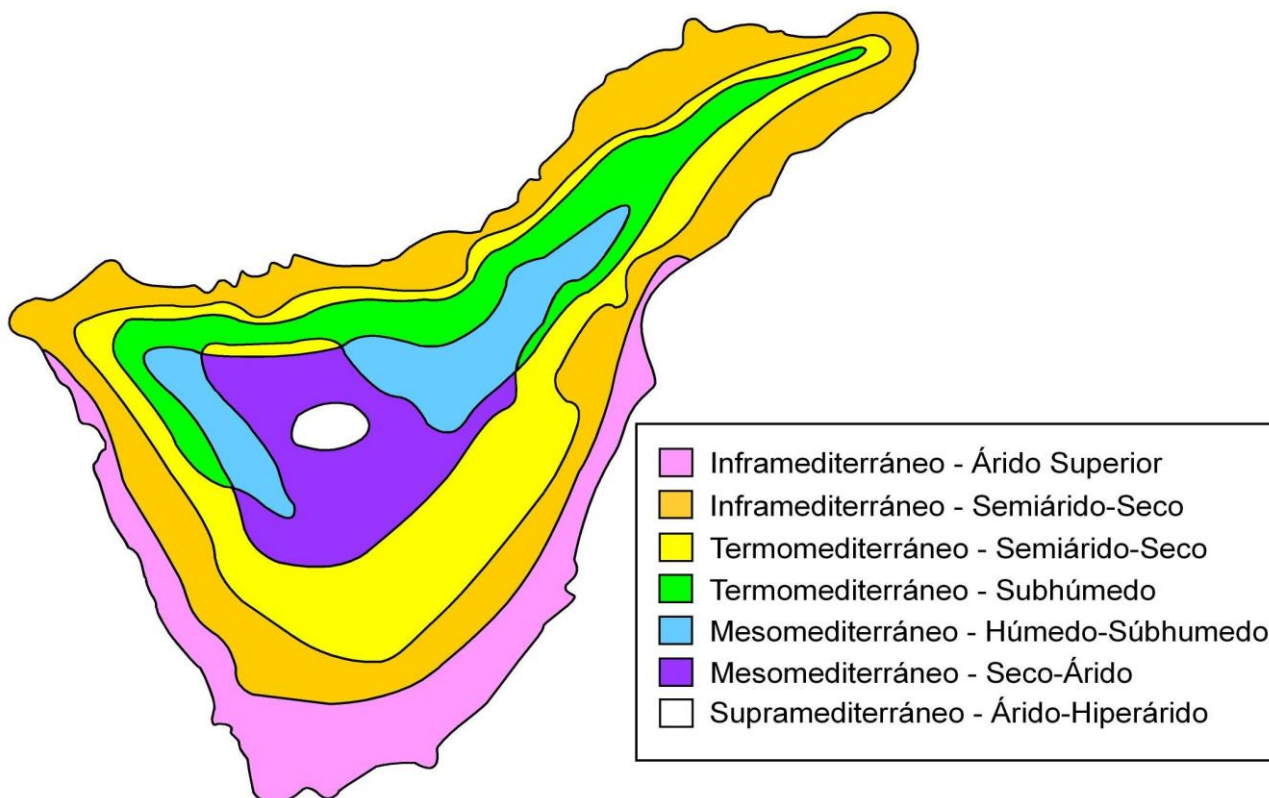 Inframediterráneo - Árido Superior
Inframediterráneo - Semiárido-Seco
Termomediterráneo - Semiárido-Seco
Termomediterráneo - Subhúmedo
Mesomediterráneo - Húmedo-Súbhumedo
Mesomediterráneo - Seco-Árido
Supramediterráneo - Árido-Hiperárido